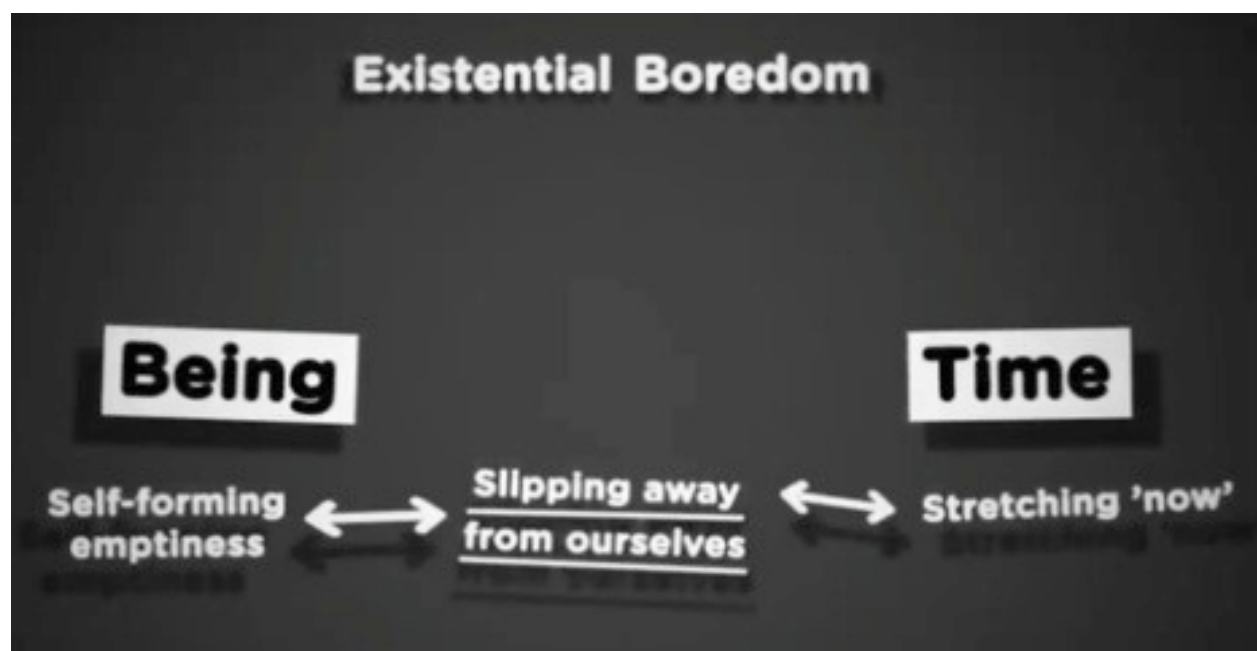 Existential Boredom
Being
Time
Self-forming
emptiness
Slipping away
from ourselves
Stretching 'now'